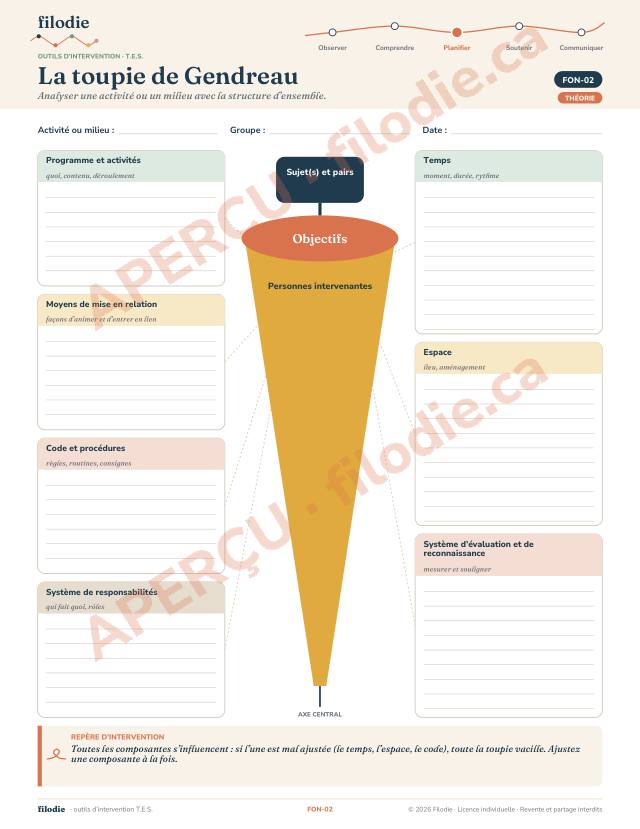 filodie
OUTILS D'INTERVENTION · T.E.S.
Observer
Comprendre
Planifier
Soutenir
Communiquer
La toupie de Gendreau
Analyser une activité ou un milieu avec la structure d'ensemble.
FON-02
THÉORIE
Activité ou milieu :
Groupe :
Date :
Programme et activités
quoi, contenu, déroulement
Moyens de mise en relation
façons d'animer et d'entrer en lien
Code et procédures
règles, routines, consignes
Système de responsabilités
qui fait quoi, rôles
Sujet(s) et pairs
Objectifs
Personnes intervenantes
AXE CENTRAL
Temps
moment, durée, rythme
Espace
lieu, aménagement
Système d'évaluation et de
reconnaissance
mesurer et souligner
APERÇU · filodie.ca
APERÇU · filodie.ca
REPÈRE D'INTERVENTION
Toutes les composantes s'influencent : si l'une est mal ajustée (le temps, l'espace, le code), toute la toupie vacille. Ajustez
une composante à la fois.
filodie · outils d'intervention T.E.S.
FON-02
© 2026 Filodie · Licence individuelle · Revente et partage interdits